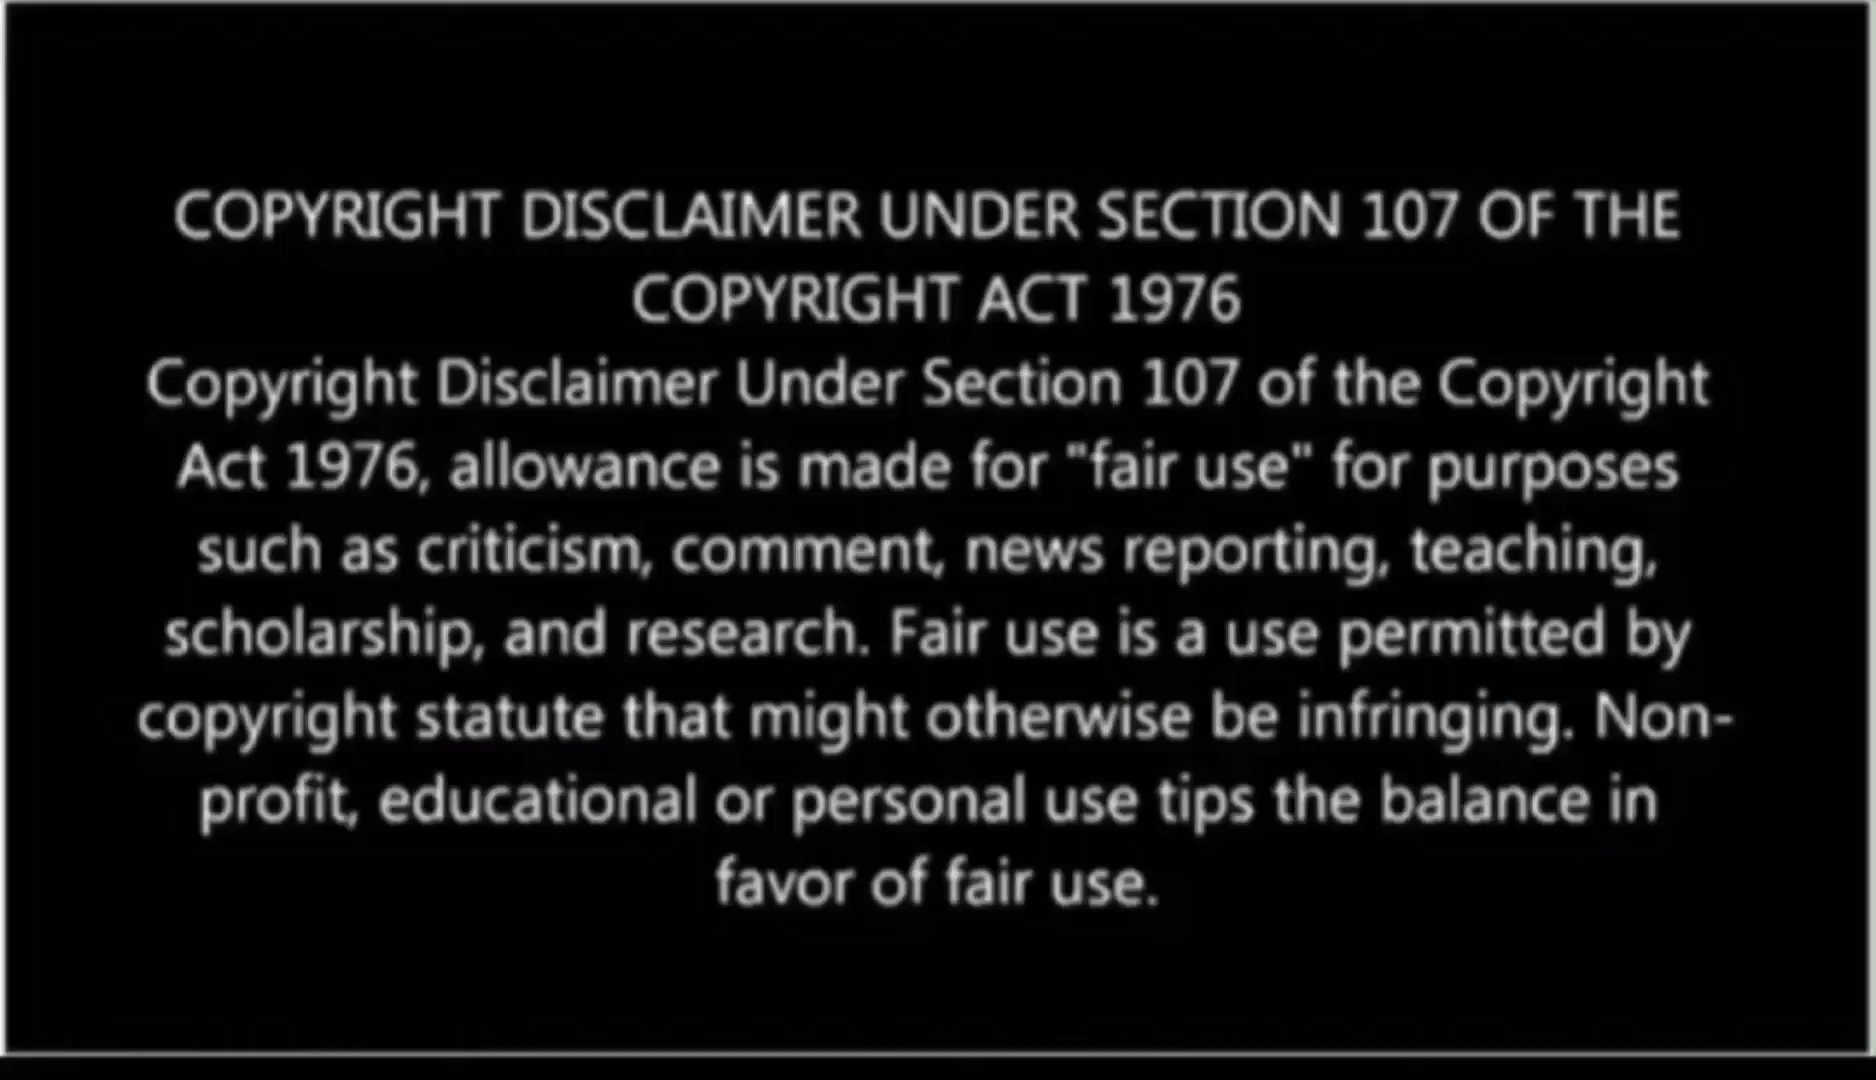 COPYRIGHT DISCLAIMER UNDER SECTION 107 OF THE
COPYRIGHT ACT 1976
Copyright Disclaimer Under Section 107 of the Copyright
Act 1976, allowance is made for "fair use" for purposes
such as criticism, comment, news reporting, teaching,
scholarship, and research. Fair use is a use permitted by
copyright statute that might otherwise be infringing. Non-
profit, educational or personal use tips the balance in
favor of fair use.